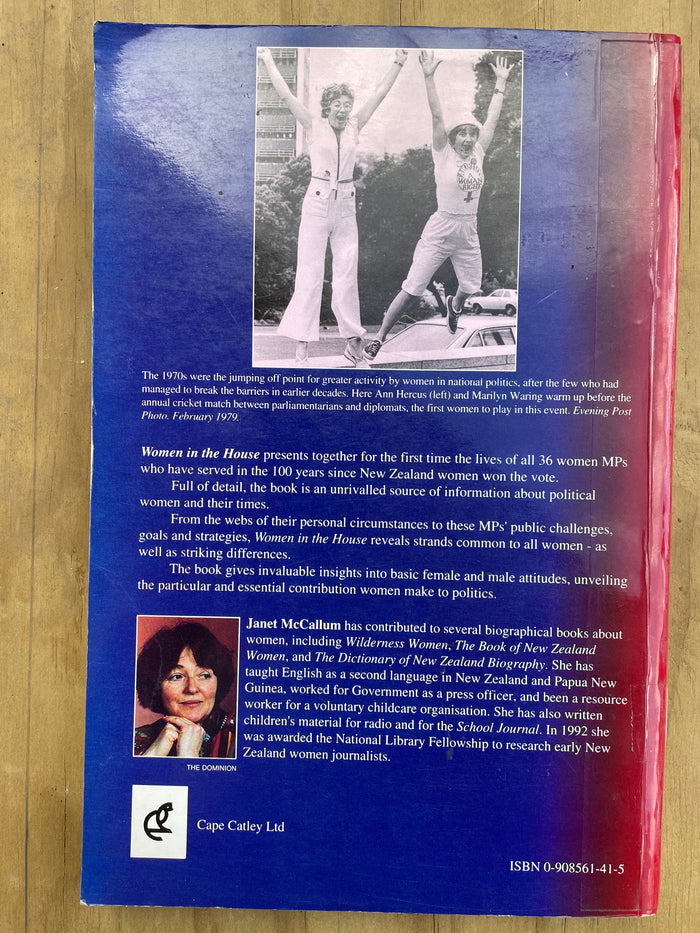 A WOMAN'S
RIGHT
The 1970s were the jumping off point for greater activity by women in national politics, after the few who had
managed to break the barriers in earlier decades. Here Ann Hercus (left) and Marilyn Waring warm up before the
annual cricket match between parliamentarians and diplomats, the first women to play in this event. Evening Post
Photo. February 1979.
Women in the House presents together for the first time the lives of all 36 women MPs
who have served in the 100 years since New Zealand women won the vote.
Full of detail, the book is an unrivalled source of information about political
women and their times.
From the webs of their personal circumstances to these MPs' public challenges,
goals and strategies, Women in the House reveals strands common to all women - as
well as striking differences.
The book gives invaluable insights into basic female and male attitudes, unveiling
the particular and essential contribution women make to politics.
Janet McCallum has contributed to several biographical books about
women, including Wilderness Women, The Book of New Zealand
Women, and The Dictionary of New Zealand Biography. She has
taught English as a second language in New Zealand and Papua New
Guinea, worked for Government as a press officer, and been a resource
worker for a voluntary childcare organisation. She has also written
children's material for radio and for the School Journal. In 1992 she
was awarded the National Library Fellowship to research early New
Zealand women journalists.
THE DOMINION
Cape Catley Ltd
ISBN 0-908561-41-5